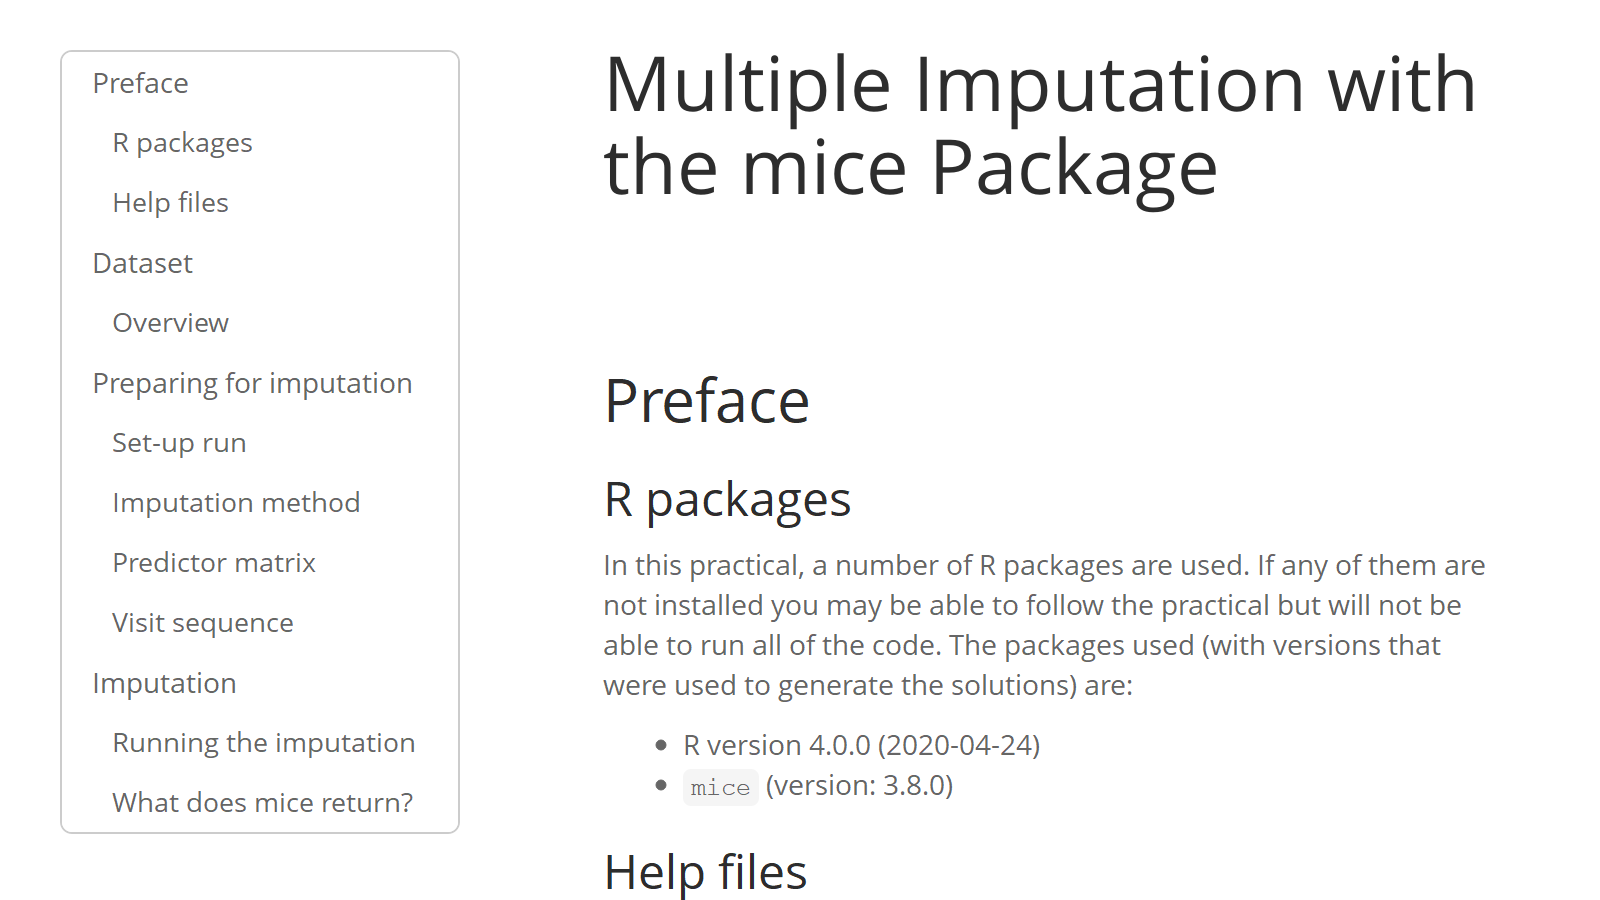 Preface
R packages
Help files
Dataset
Overview
Preparing for imputation
Set-up run
Imputation method
Predictor matrix
Visit sequence
Imputation
Running the imputation
What does mice return?
Multiple Imputation with
the mice Package
Preface
R packages
In this practical, a number of R packages are used. If any of them are
not installed you may be able to follow the practical but will not be
able to run all of the code. The packages used (with versions that
were used to generate the solutions) are:
R version 4.0.0 (2020-04-24)
mice (version: 3.8.0)
Help files